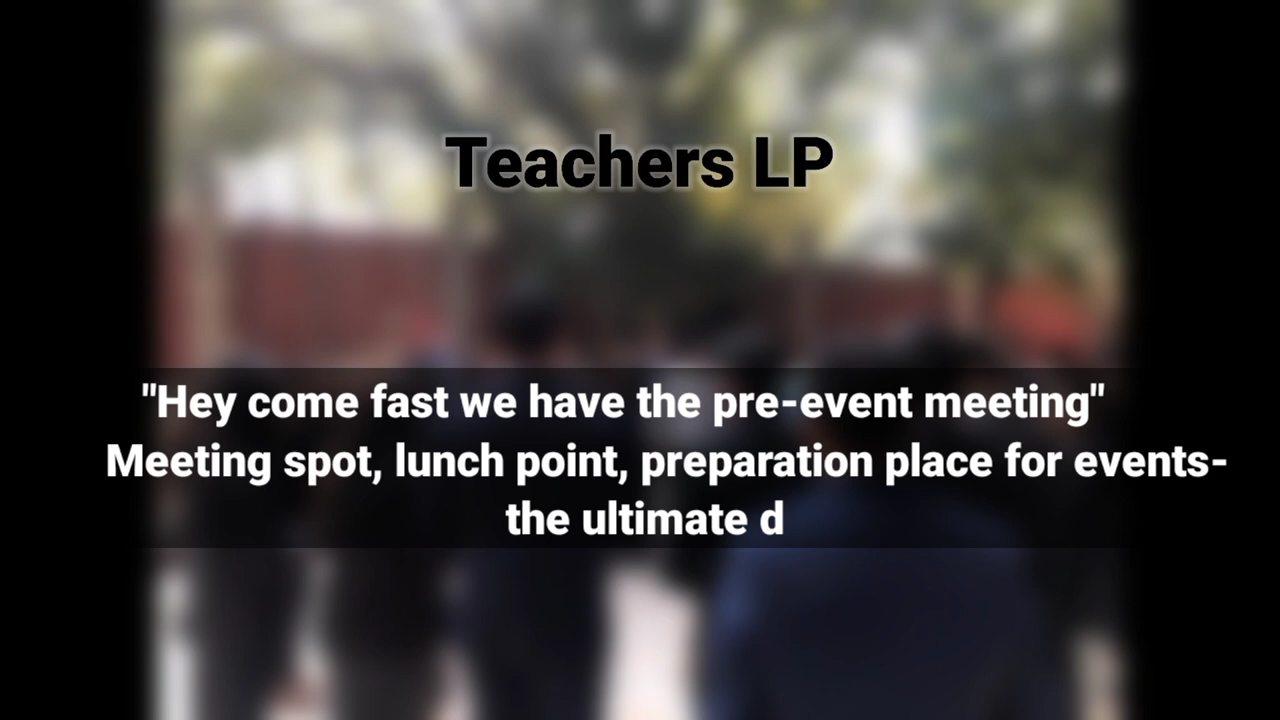 Teachers LP
"Hey come fast we have the pre-event meeting"
Meeting spot, lunch point, preparation place for events-
the ultimate d